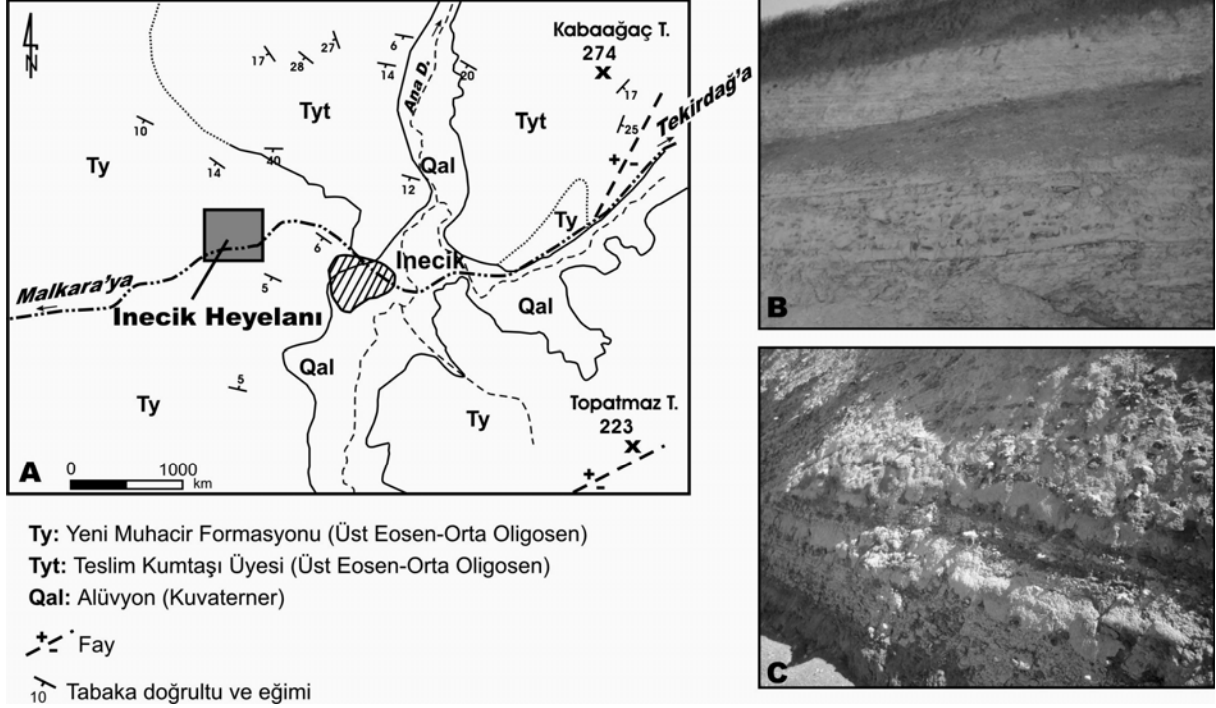 N
Kabaağaç T.
274
x
17
28
27
6
14
20
Ana D.
17
25
Tekirdağ'a
Tyt
Tyt
10
Ty
14
40
Qal
12
+ -
Ty
6
Inecik
5
Malkara'ya
Inecik Heyelanı
Qal
Qal
5
Ty
Ty
Topatmaz T.
223
x
A
0 1000
km
+
-
B
C
Ty: Yeni Muhacir Formasyonu (Üst Eosen-Orta Oligosen)
Tyt: Teslim Kumtaşı Üyesi (Üst Eosen-Orta Oligosen)
Qal: Alüvyon (Kuvaterner)
+ - Fay
10 Tabaka doğrultu ve eğimi